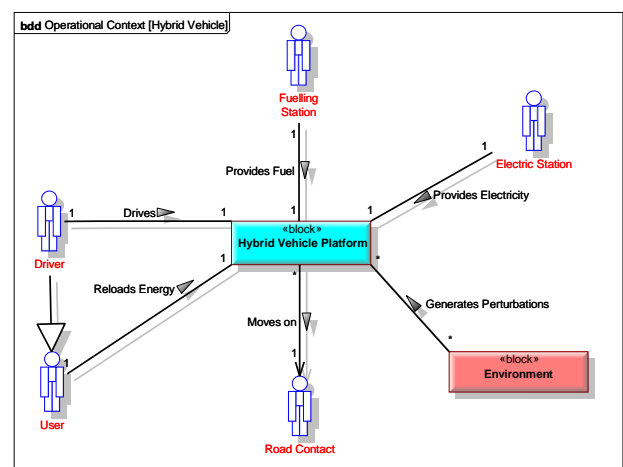 bdd Operational Context [Hybrid Vehicle]
Fuelling
Station
1
1
Electric Station
Provides Fuel
Provides Electricity
1
Drives
1
1
1
«block»
Hybrid Vehicle Platform
Driver
1
*
*
Reloads Energy
Generates Perturbations
Moves on
*
1
1
«block»
Environment
User
Road Contact